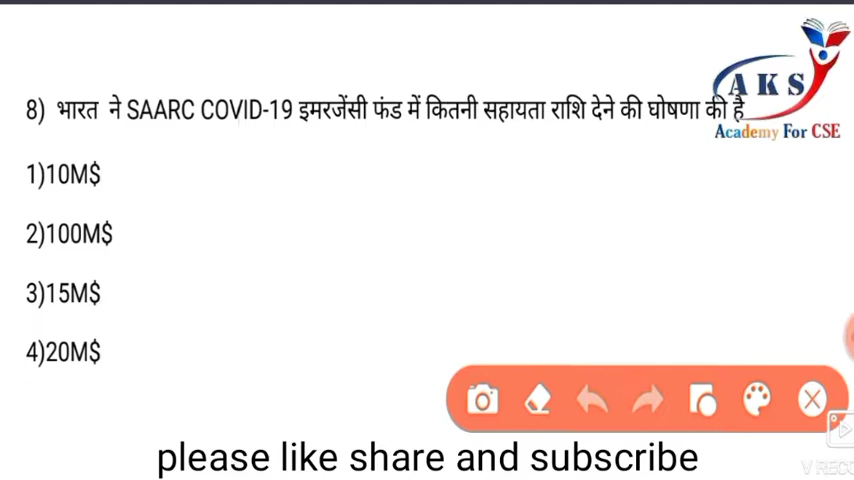 8) भारत ने SAARC COVID-19 इमरजेंसी फंड में कितनी सहायता राशि देने की घोषणा की है
AKS
Academy For CSE
1)10M$
2)100M$
3)15M$
4)20M$
please like share and subscribe
V RECO